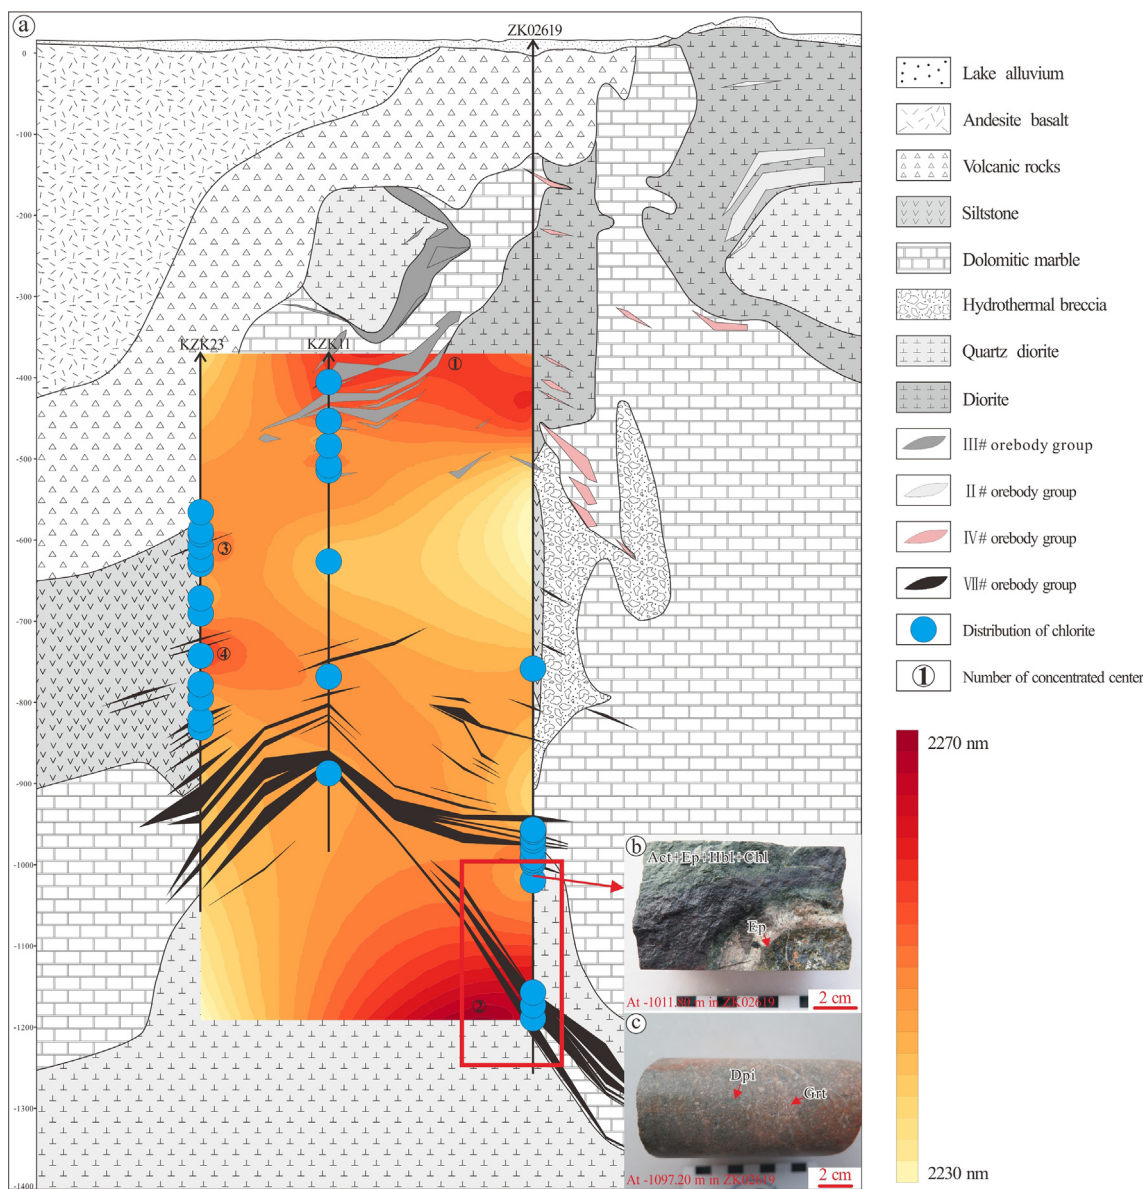 a
ZK02619
0
-100
-200
-300
KZK23
KZK11
-400
①
-500
③
-600
-700
④
-800
-900
-1000
-1100
②
-1200
-1300
-1400
b
Act+Ep+Hbl+Chl
Ep
At -1011.80 m in ZK02619
2 cm
c
Dpi
Grt
At -1097.20 m in ZK02619
2 cm
Lake alluvium
Andesite basalt
Volcanic rocks
Siltstone
Dolomitic marble
Hydrothermal breccia
Quartz diorite
Diorite
III# orebody group
II# orebody group
IV# orebody group
VII# orebody group
Distribution of chlorite
① Number of concentrated center
2270 nm
2230 nm